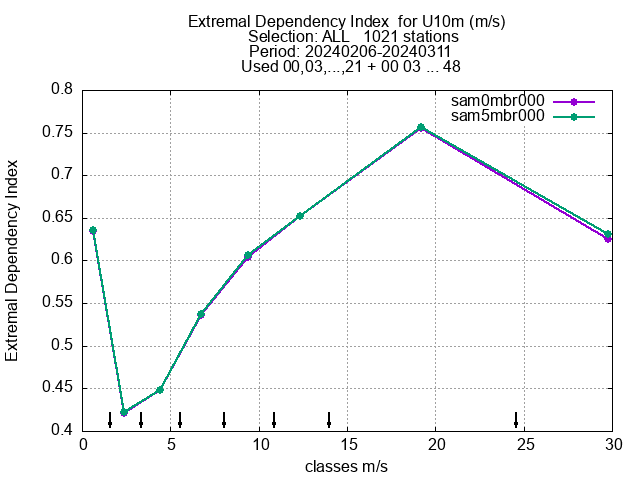 Extremal Dependency Index  for U10m (m/s)
Selection: ALL   1021 stations
Period: 20240206-20240311
Used 00,03,...,21 + 00 03 ... 48
sam0mbr000
sam5mbr000
0.8
0.75
0.7
0.65
0.6
0.55
0.5
0.45
0.4
Extremal Dependency Index
0 5 10 15 20 25 30
classes m/s